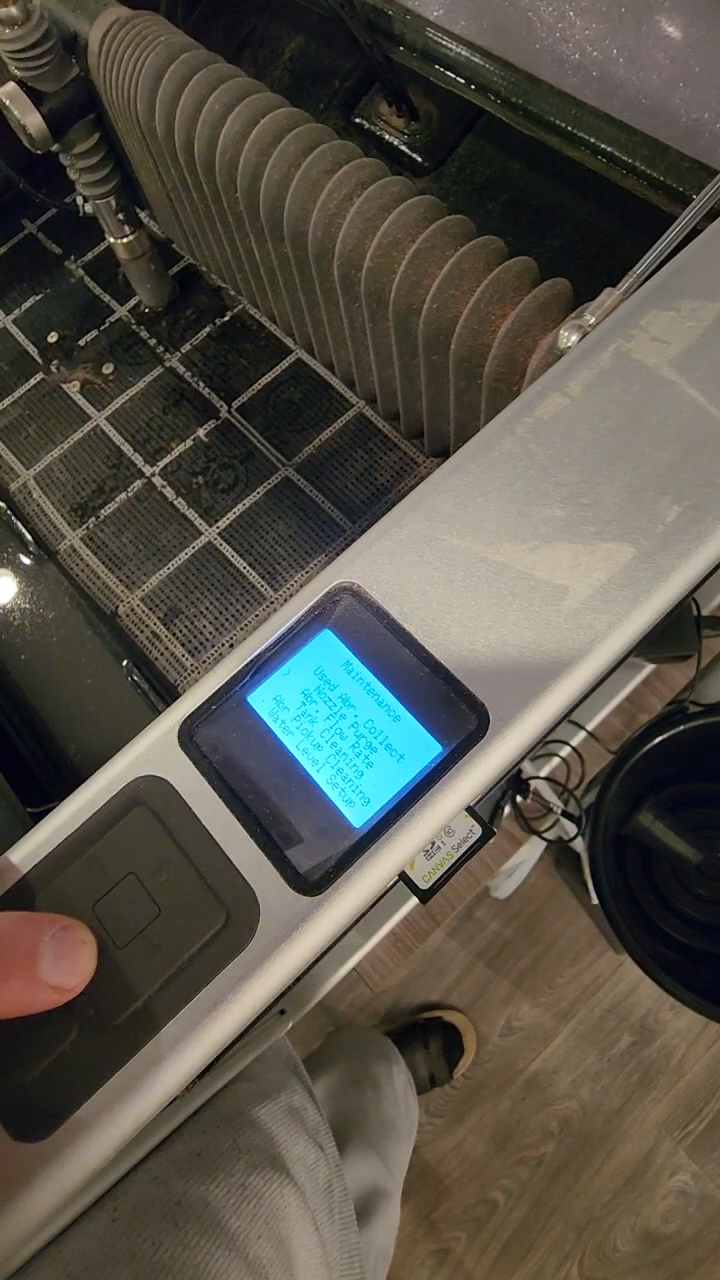 Maintenance
> Used Abr. Collect
Nozzle Purge
Abr. Flow Rate
Tank Cleaning
Abr Pickup Cleaning
Water Level Setup
CANVAS Select